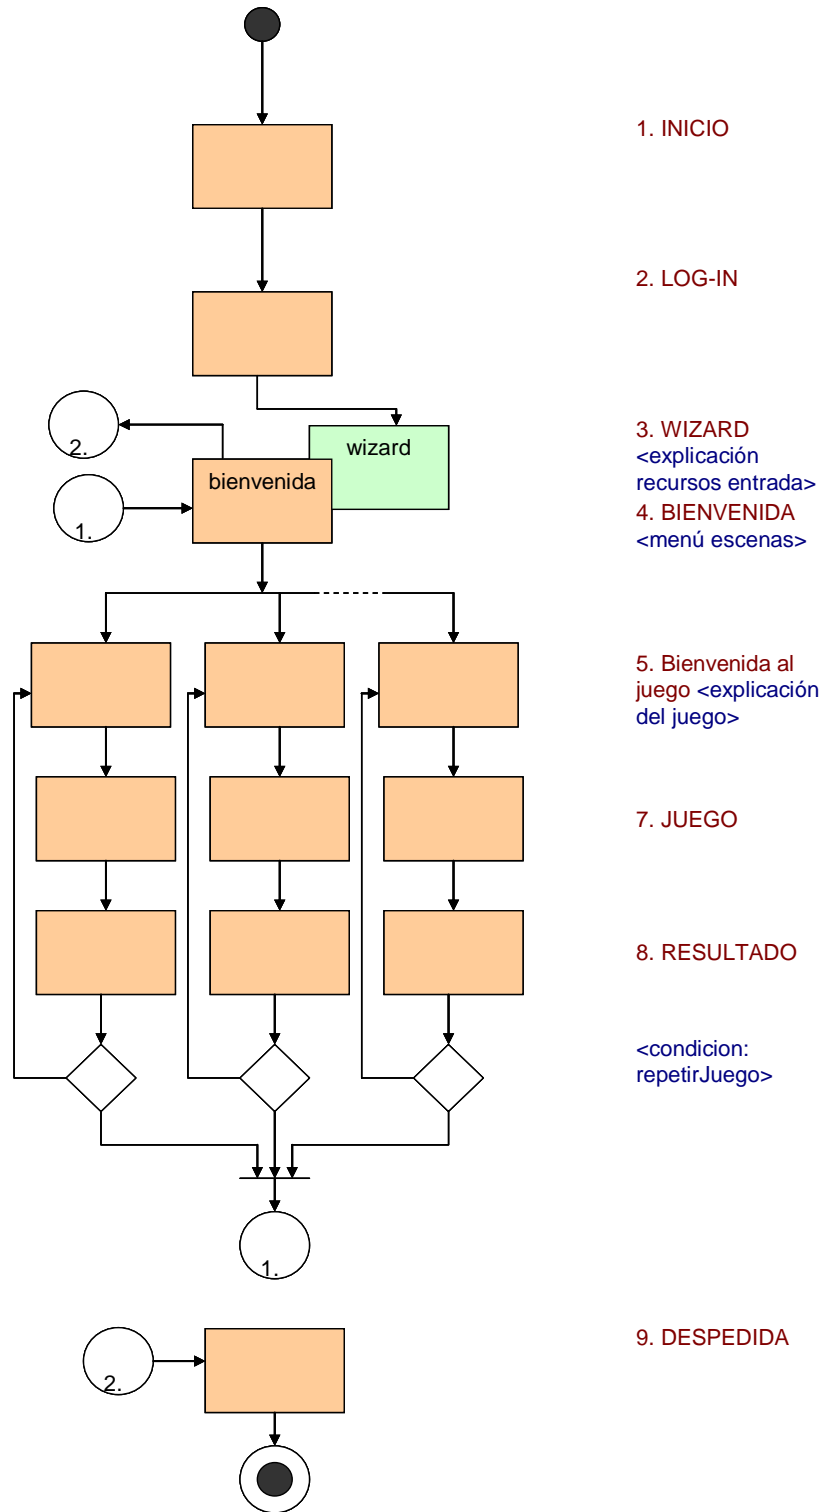 1. INICIO
2. LOG-IN
2.
wizard
3. WIZARD
<explicación
recursos entrada>
bienvenida
1.
4. BIENVENIDA
<menú escenas>
5. Bienvenida al
juego <explicación
del juego>
7. JUEGO
8. RESULTADO
<condicion:
repetirJuego>
1.
9. DESPEDIDA
2.